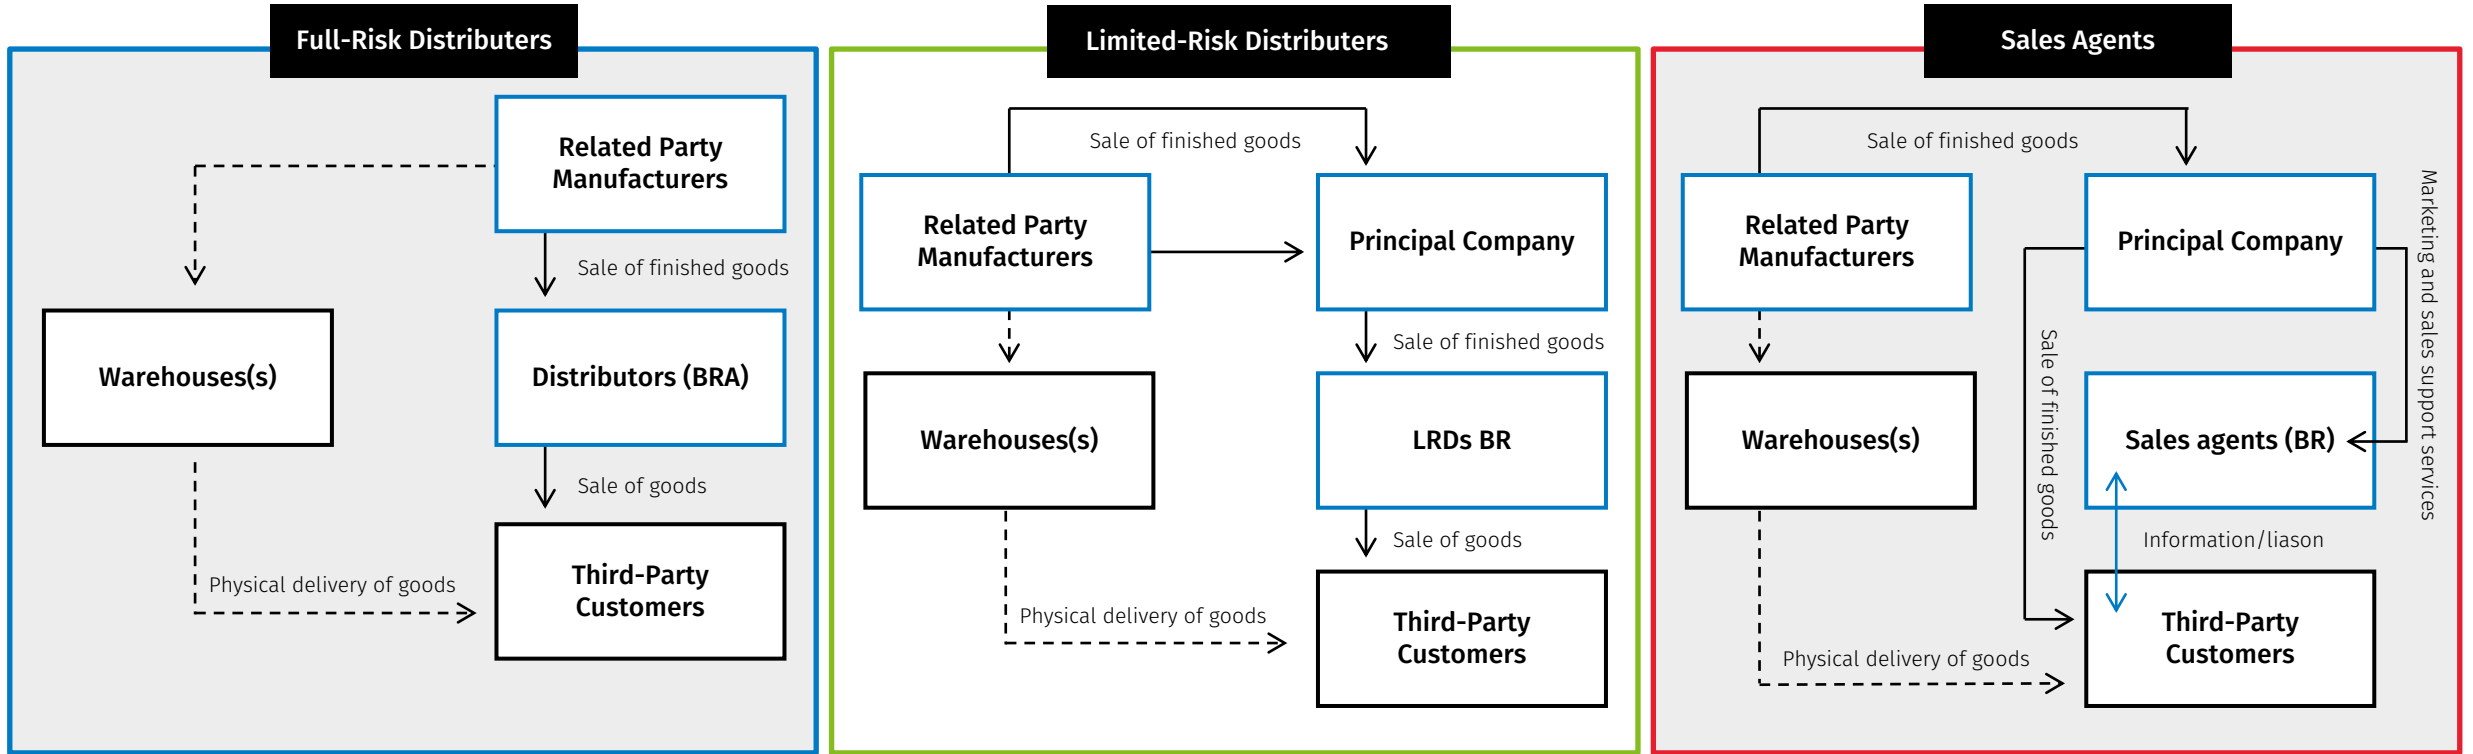 Full-Risk Distributers
Related Party
Manufacturers
Sale of finished goods
Warehouses(s)
Distributors (BRA)
Sale of goods
Physical delivery of goods
Third-Party
Customers
Limited-Risk Distributers
Sale of finished goods
Related Party
Manufacturers
Principal Company
Sale of finished goods
Warehouses(s)
LRDs BR
Sale of goods
Physical delivery of goods
Third-Party
Customers
Sales Agents
Sale of finished goods
Related Party
Manufacturers
Principal Company
Marketing and sales support services
Sale of finished goods
Warehouses(s)
Sales agents (BR)
Information/liason
Third-Party
Customers
Physical delivery of goods